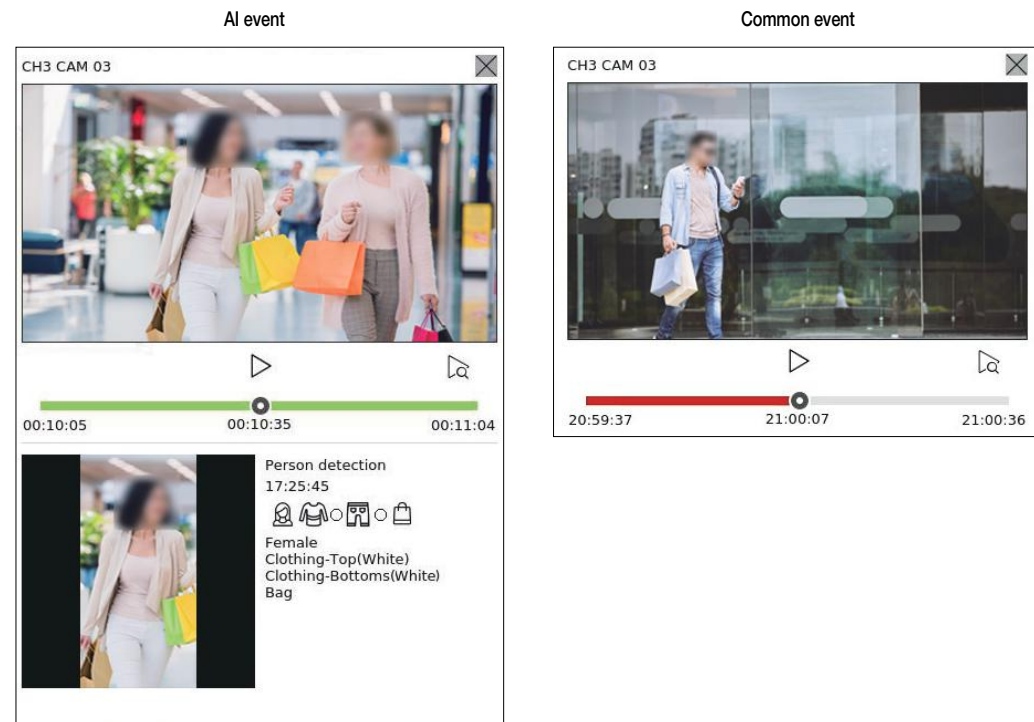 AI event
CH3 CAM 03
00:10:05
00:10:35
00:11:04
Person detection
17:25:45
Female
Clothing-Top(White)
Clothing-Bottoms(White)
Bag
Common event
CH3 CAM 03
20:59:37
21:00:07
21:00:36